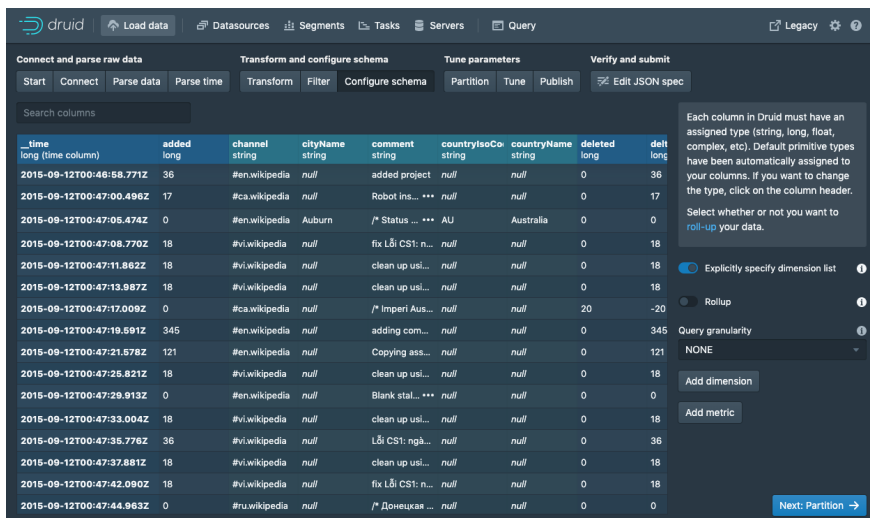 druid
Load data
Datasources
Segments
Tasks
Servers
Query
Legacy
Connect and parse raw data
Transform and configure schema
Tune parameters
Verify and submit
Start
Connect
Parse data
Parse time
Transform
Filter
Configure schema
Partition
Tune
Publish
Edit JSON spec
Search columns
__time added channel cityName comment countryIsoCo countryName deleted delt
long (time column) long string string string string string long long
2015-09-12T00:46:58.771Z 36 #en.wikipedia null added project null null 0 36
2015-09-12T00:47:00.496Z 17 #ca.wikipedia null Robot ins... ••• null null 0 17
2015-09-12T00:47:05.474Z 0 #en.wikipedia Auburn /* Status ... ••• AU Australia 0 0
2015-09-12T00:47:08.770Z 18 #vi.wikipedia null fix Lỗi CS1: n... null null 0 18
2015-09-12T00:47:11.862Z 18 #vi.wikipedia null clean up usi... null null 0 18
2015-09-12T00:47:13.987Z 18 #vi.wikipedia null clean up usi... null null 0 18
2015-09-12T00:47:17.009Z 0 #ca.wikipedia null /* Imperi Aus... null null 20 -20
2015-09-12T00:47:19.591Z 345 #en.wikipedia null adding com... null null 0 345
2015-09-12T00:47:21.578Z 121 #en.wikipedia null Copying ass... null null 0 121
2015-09-12T00:47:25.821Z 18 #vi.wikipedia null clean up usi... null null 0 18
2015-09-12T00:47:29.913Z 0 #en.wikipedia null Blank stal... ••• null null 0 0
2015-09-12T00:47:33.004Z 18 #vi.wikipedia null clean up usi... null null 0 18
2015-09-12T00:47:35.776Z 36 #vi.wikipedia null Lỗi CS1: ngà... null null 0 36
2015-09-12T00:47:37.881Z 18 #vi.wikipedia null clean up usi... null null 0 18
2015-09-12T00:47:42.090Z 18 #vi.wikipedia null fix Lỗi CS1: n... null null 0 18
2015-09-12T00:47:44.963Z 0 #ru.wikipedia null /* Донецкая ... null null 0 0
Each column in Druid must have an
assigned type (string, long, float,
complex, etc). Default primitive types
have been automatically assigned to
your columns. If you want to change
the type, click on the column header.
Select whether or not you want to
roll-up your data.
Explicitly specify dimension list
Rollup
Query granularity
NONE
Add dimension
Add metric
Next: Partition →